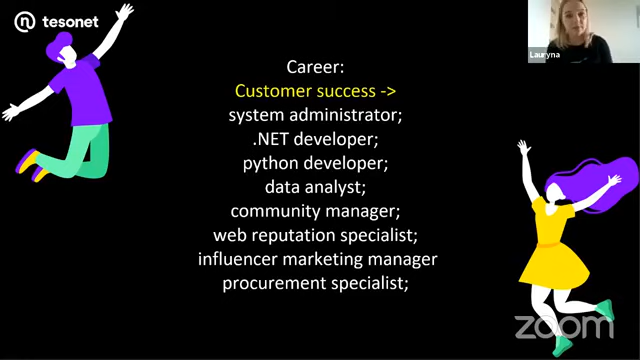 tesonet
Lauryna
Career:
Customer success ->
system administrator;
.NET developer;
python developer;
data analyst;
community manager;
web reputation specialist;
influencer marketing manager
procurement specialist;
zoom